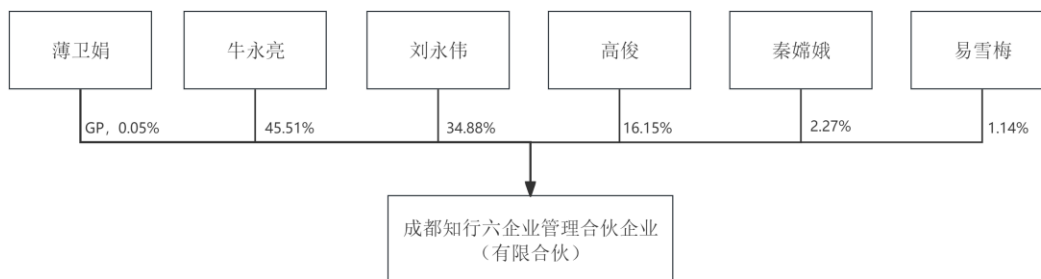 薄卫娟
牛永亮
刘永伟
高俊
秦嫦娥
易雪梅
GP，0.05%
45.51%
34.88%
16.15%
2.27%
1.14%
成都知行六企业管理合伙企业
（有限合伙）